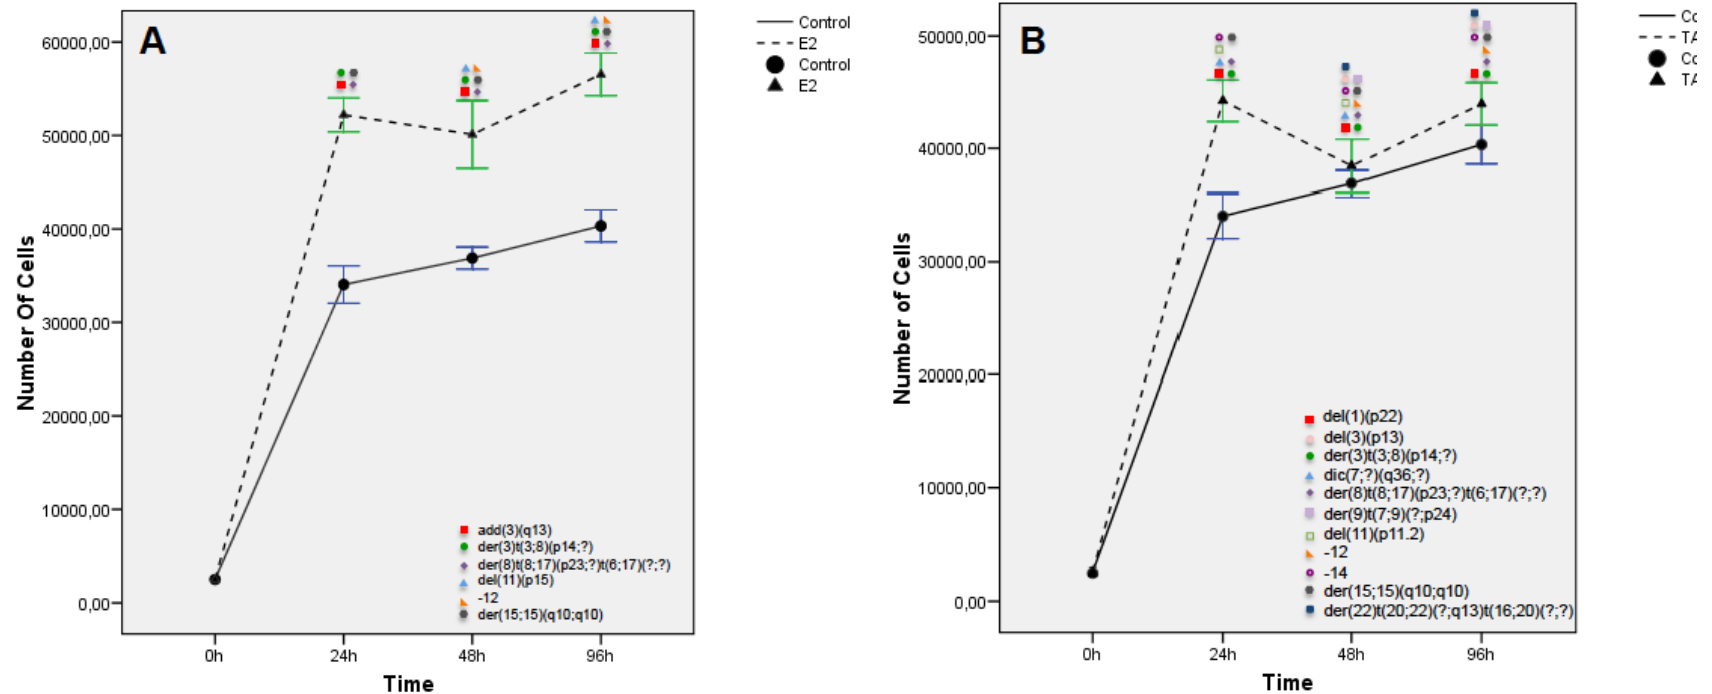 A
60000,00
50000,00
40000,00
30000,00
20000,00
10000,00
0,00
Number Of Cells
0h
24h
48h
96h
Time
add(3)(q13)
der(3)t(3;8)(p14;?)
der(8)t(8;17)(p23;?)t(6;17)(?;?)
del(11)(p15)
-12
der(15;15)(q10;q10)
Control
E2
Control
E2
B
50000,00
40000,00
30000,00
20000,00
10000,00
0,00
Number of Cells
0h
24h
48h
96h
Time
del(1)(p22)
del(3)(p13)
der(3)t(3;8)(p14;?)
dic(7;?)(q36;?)
der(8)t(8;17)(p23;?)t(6;17)(?;?)
der(9)t(7;9)(?;p24)
del(11)(p11.2)
-12
-14
der(15;15)(q10;q10)
der(22)t(20;22)(?;q13)t(16;20)(?;?)